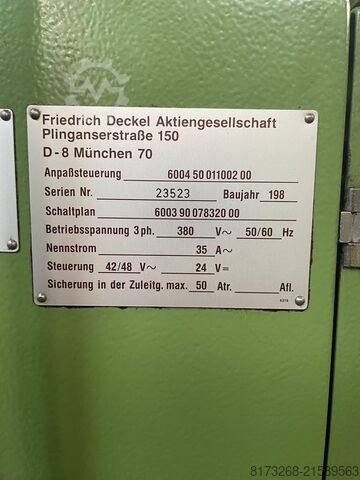 Friedrich Deckel Aktiengesellschaft
Plinganserstraße 150
D-8 München 70
Anpaßsteuerung 6004 50 011002 00
Serien Nr. 23523 Baujahr 198
Schaltplan 6003 90 078320 00
Betriebsspannung 3 ph. 380 V~ 50/60 Hz
Nennstrom 35 A~
Steuerung 42/48 V~ 24 V=
Sicherung in der Zuleitg. max. 50 Atr. Afl.
8173268-21589563